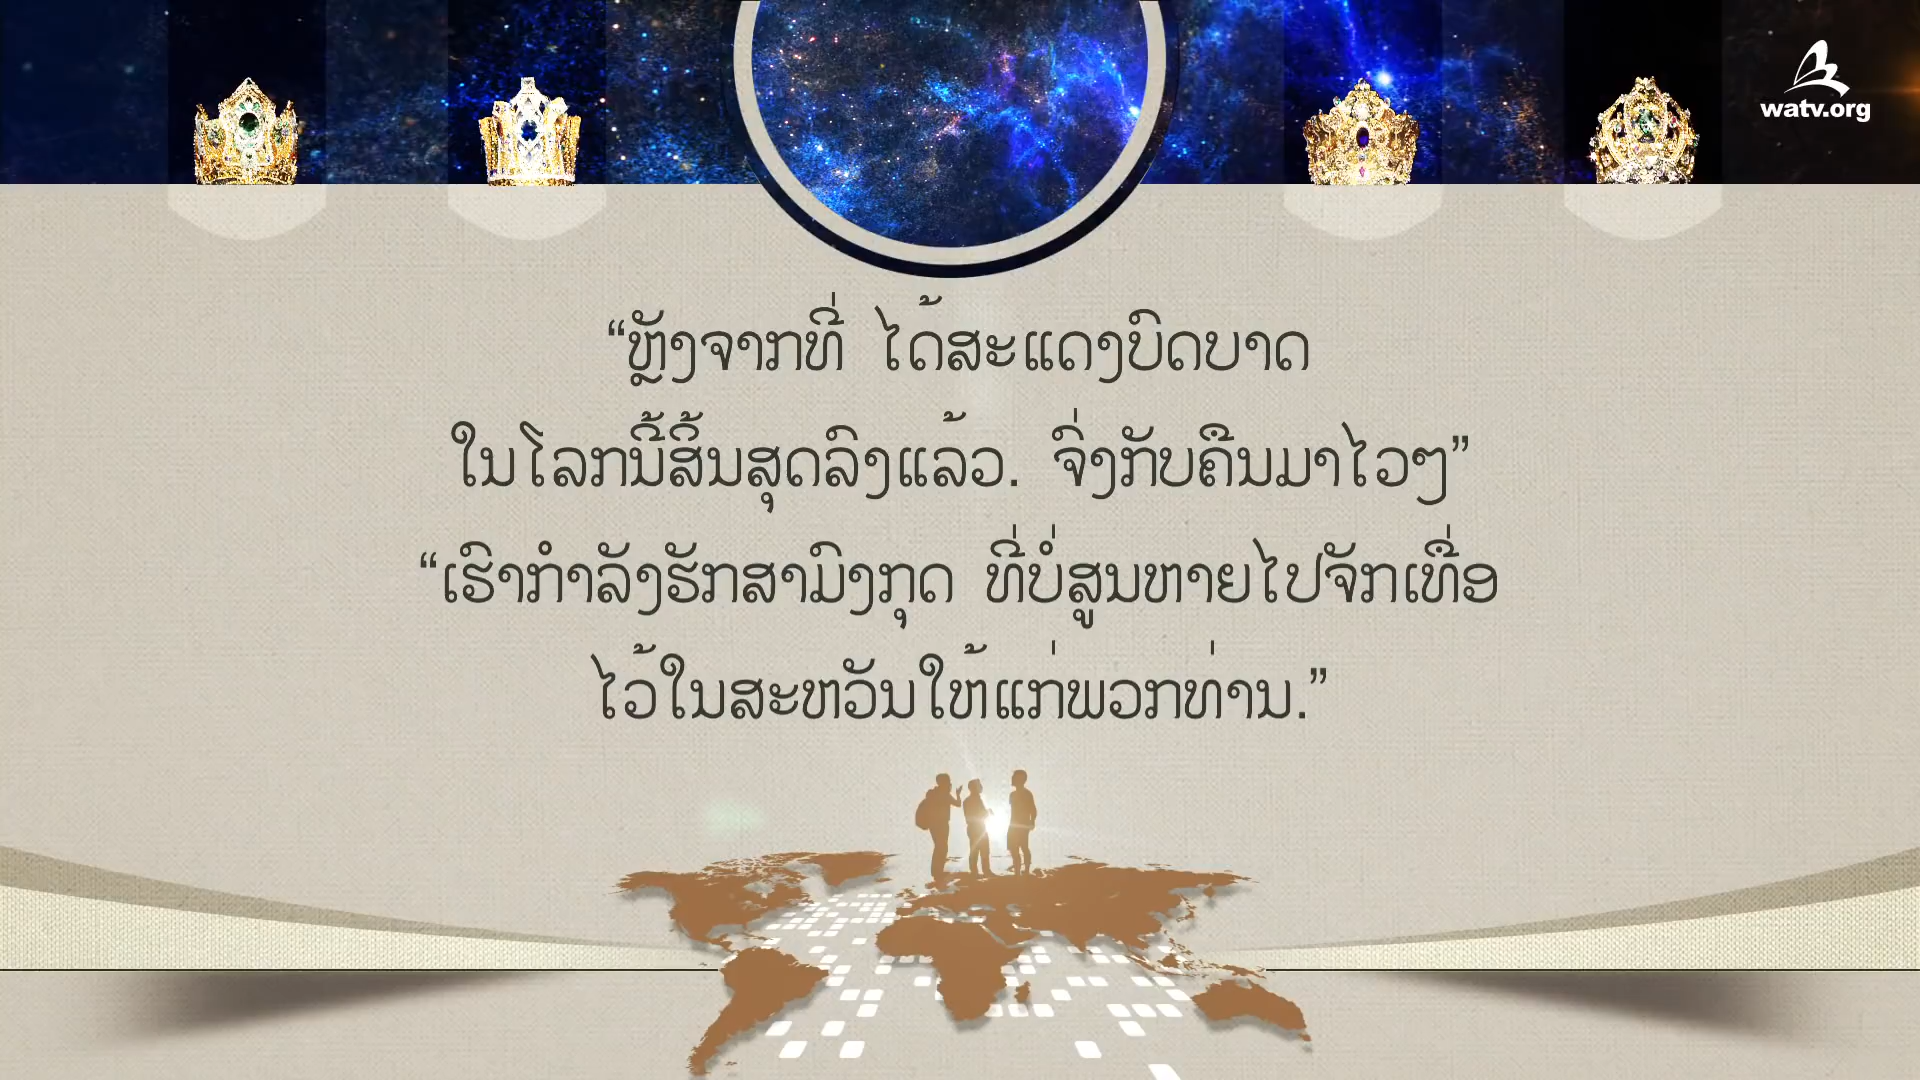 watv.org
“ຫຼັງຈາກທີ່ ໄດ້ສະແດງບົດບາດ
ໃນໂລກນີ້ສິ້ນສຸດລົງແລ້ວ. ຈົ່ງກັບຄືນມາໄວໆ”
“ເຮົາກຳລັງຮັກສາມົງກຸດ ທີ່ບໍ່ສູນຫາຍໄປຈັກເທື່ອ
ໄວ້ໃນສະຫວັນໃຫ້ແກ່ພວກທ່ານ.”